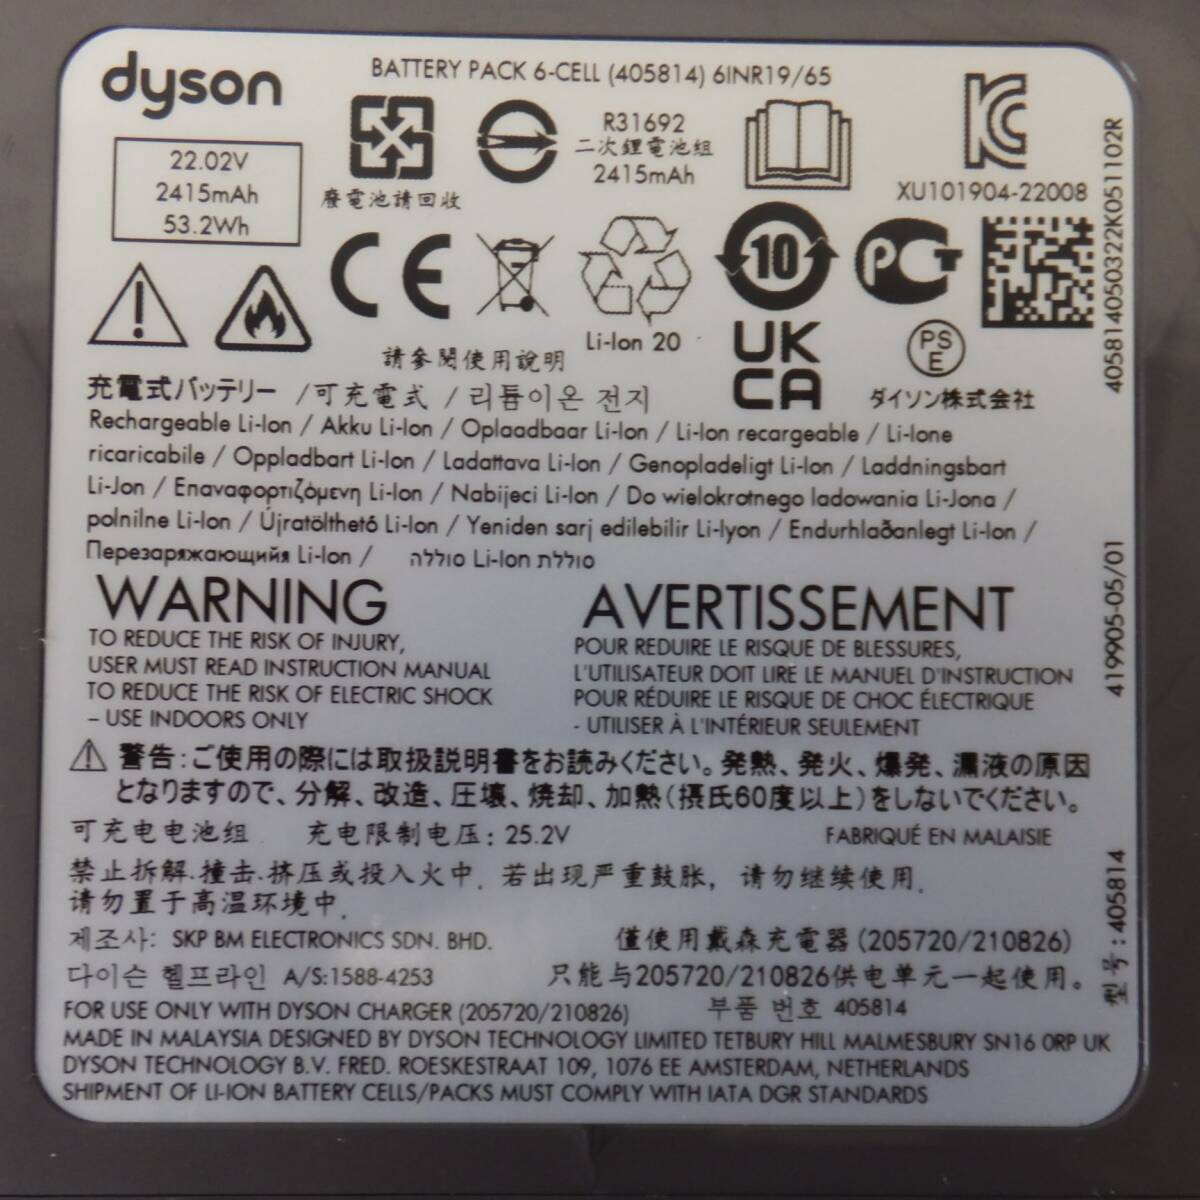 dyson
BATTERY PACK 6-CELL (405814) 6INR19/65
22.02V
2415mAh
53.2Wh
廢電池請回收
R31692
二次鋰電池組
2415mAh
XU101904-22008
CE
Li-Ion 20
10
UK
CA
PS
E
ダイソン株式会社
請參閱使用說明
充電式バッテリー /可充電式 /리튬이온 전지
Rechargeable Li-Ion / Akku Li-Ion / Oplaadbaar Li-Ion / Li-Ion recargeable / Li-Ione
ricaricabile / Oppladbart Li-Ion / Ladattava Li-Ion / Genopladeligt Li-Ion / Laddningsbart
Li-Jon / Επαναφορτιζόμενη Li-Ion / Nabijeci Li-Ion / Do wielokrotnego ladowania Li-Jona /
polnilne Li-Ion / Újratölthető Li-Ion / Yeniden sarj edilebilir Li-Iyon / Endurhlaðanlegt Li-Ion /
Перезаряжающийя Li-Ion / סוללת Li-Ion סוללה
WARNING
TO REDUCE THE RISK OF INJURY,
USER MUST READ INSTRUCTION MANUAL
TO REDUCE THE RISK OF ELECTRIC SHOCK
– USE INDOORS ONLY
AVERTISSEMENT
POUR REDUIRE LE RISQUE DE BLESSURES,
L'UTILISATEUR DOIT LIRE LE MANUEL D'INSTRUCTION
POUR RÉDUIRE LE RISQUE DE CHOC ÉLECTRIQUE
- UTILISER À L'INTÉRIEUR SEULEMENT
警告:ご使用の際には取扱説明書をお読みください。発熱、発火、爆発、漏液の原因
となりますので、分解、改造、圧壊、焼却、加熱(摂氏60度以上)をしないでください。
可充电电池组 充电限制电压: 25.2V
FABRIQUÉ EN MALAISIE
禁止拆解.撞击.挤压或投入火中. 若出现严重鼓胀, 请勿继续使用.
请勿置于高温环境中.
제조사: SKP BM ELECTRONICS SDN. BHD.
僅使用戴森充電器(205720/210826)
다이슨 헬프라인 A/S:1588-4253
只能与205720/210826供电单元一起使用。
FOR USE ONLY WITH DYSON CHARGER (205720/210826)
부품 번호 405814
MADE IN MALAYSIA DESIGNED BY DYSON TECHNOLOGY LIMITED TETBURY HILL MALMESBURY SN16 0RP UK
DYSON TECHNOLOGY B.V. FRED. ROESKESTRAAT 109, 1076 EE AMSTERDAM, NETHERLANDS
SHIPMENT OF LI-ION BATTERY CELLS/PACKS MUST COMPLY WITH IATA DGR STANDARDS
405814050322K051102R
419905-05/01
型号:405814